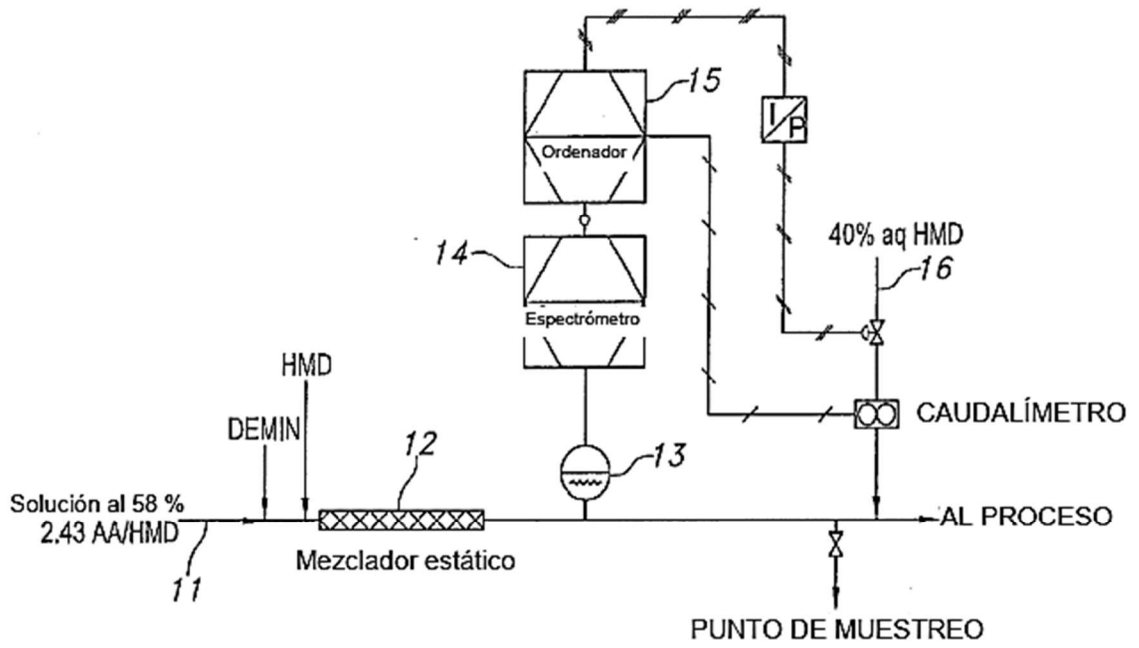 15
Ordenador
I/P
14
40% aq HMD
16
Espectrómetro
HMD
CAUDALÍMETRO
DEMIN
12
13
Solución al 58 %
2,43 AA/HMD
AL PROCESO
11
Mezclador estático
PUNTO DE MUESTREO